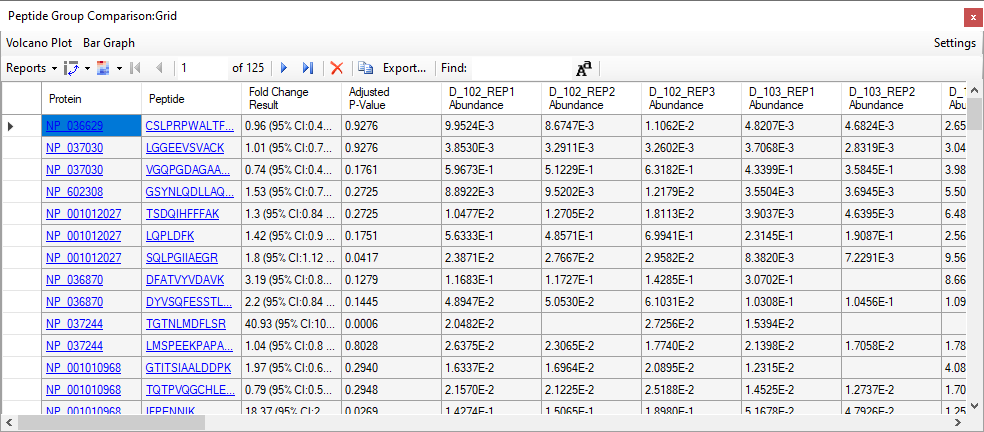 Peptide Group Comparison:Grid
x
Volcano Plot Bar Graph Settings
Reports 1 of 125 Export... Find: Aa
Protein Peptide Fold Change Result Adjusted P-Value D_102_REP1 Abundance D_102_REP2 Abundance D_102_REP3 Abundance D_103_REP1 Abundance D_103_REP2 Abundance D_1 Abu
NP_036629 CSLPRPWALTF... 0.96 (95% CI:0.4... 0.9276 9.9524E-3 8.6747E-3 1.1062E-2 4.8207E-3 4.6824E-3 2.65
NP_037030 LGGEEVSVACK 1.01 (95% CI:0.7... 0.9276 3.8530E-3 3.2911E-3 3.2602E-3 3.7068E-3 2.8319E-3 3.04
NP_037030 VGQPGDAGAA... 0.74 (95% CI:0.4... 0.1761 5.9673E-1 5.1229E-1 6.3182E-1 4.3399E-1 3.5845E-1 3.98
NP_602308 GSYNLQDLLAQ... 1.53 (95% CI:0.7... 0.2725 8.8922E-3 9.5202E-3 1.2179E-2 3.5504E-3 3.6945E-3 5.50
NP_001012027 TSDQIHFFFAK 1.3 (95% CI:0.84 ... 0.2725 1.0477E-2 1.2705E-2 1.8113E-2 3.9037E-3 4.6395E-3 6.48
NP_001012027 LQPLDFK 1.42 (95% CI:0.9 ... 0.1751 5.6333E-1 4.8571E-1 6.9941E-1 2.3145E-1 1.9087E-1 2.56
NP_001012027 SQLPGIIAEGR 1.8 (95% CI:1.12 ... 0.0417 2.3871E-2 2.7667E-2 2.9582E-2 8.3820E-3 7.2291E-3 9.56
NP_036870 DFATVYVDAVK 3.19 (95% CI:0.8... 0.1279 1.1683E-1 1.1727E-1 1.4285E-1 3.0702E-1 8.66
NP_036870 DYVSQFESSTL... 2.2 (95% CI:0.84 ... 0.1445 4.8947E-2 5.0530E-2 6.1031E-2 1.0308E-1 1.0456E-1 1.09
NP_037244 TGTNLMDFLSR 40.93 (95% CI:10... 0.0006 2.0482E-2 2.7256E-2 1.5394E-2
NP_037244 LMSPEEKPAPA... 1.04 (95% CI:0.8 ... 0.8028 2.6375E-2 2.3065E-2 1.7740E-2 2.1398E-2 1.7058E-2 1.78
NP_001010968 GTITSIAALDDPK 1.97 (95% CI:0.6... 0.2940 1.6337E-2 1.6964E-2 2.0895E-2 1.2315E-2 4.08
NP_001010968 TQTPVQGCHLE... 0.79 (95% CI:0.5... 0.2948 2.1570E-2 2.1225E-2 2.5188E-2 1.4525E-2 1.2737E-2 1.70
NP_001010968 IFPENNIK 18.37 (95% CI:2... 0.0269 1.4274E-1 1.5065E-1 1.8980E-1 5.1678E-2 4.7926E-2 1.25